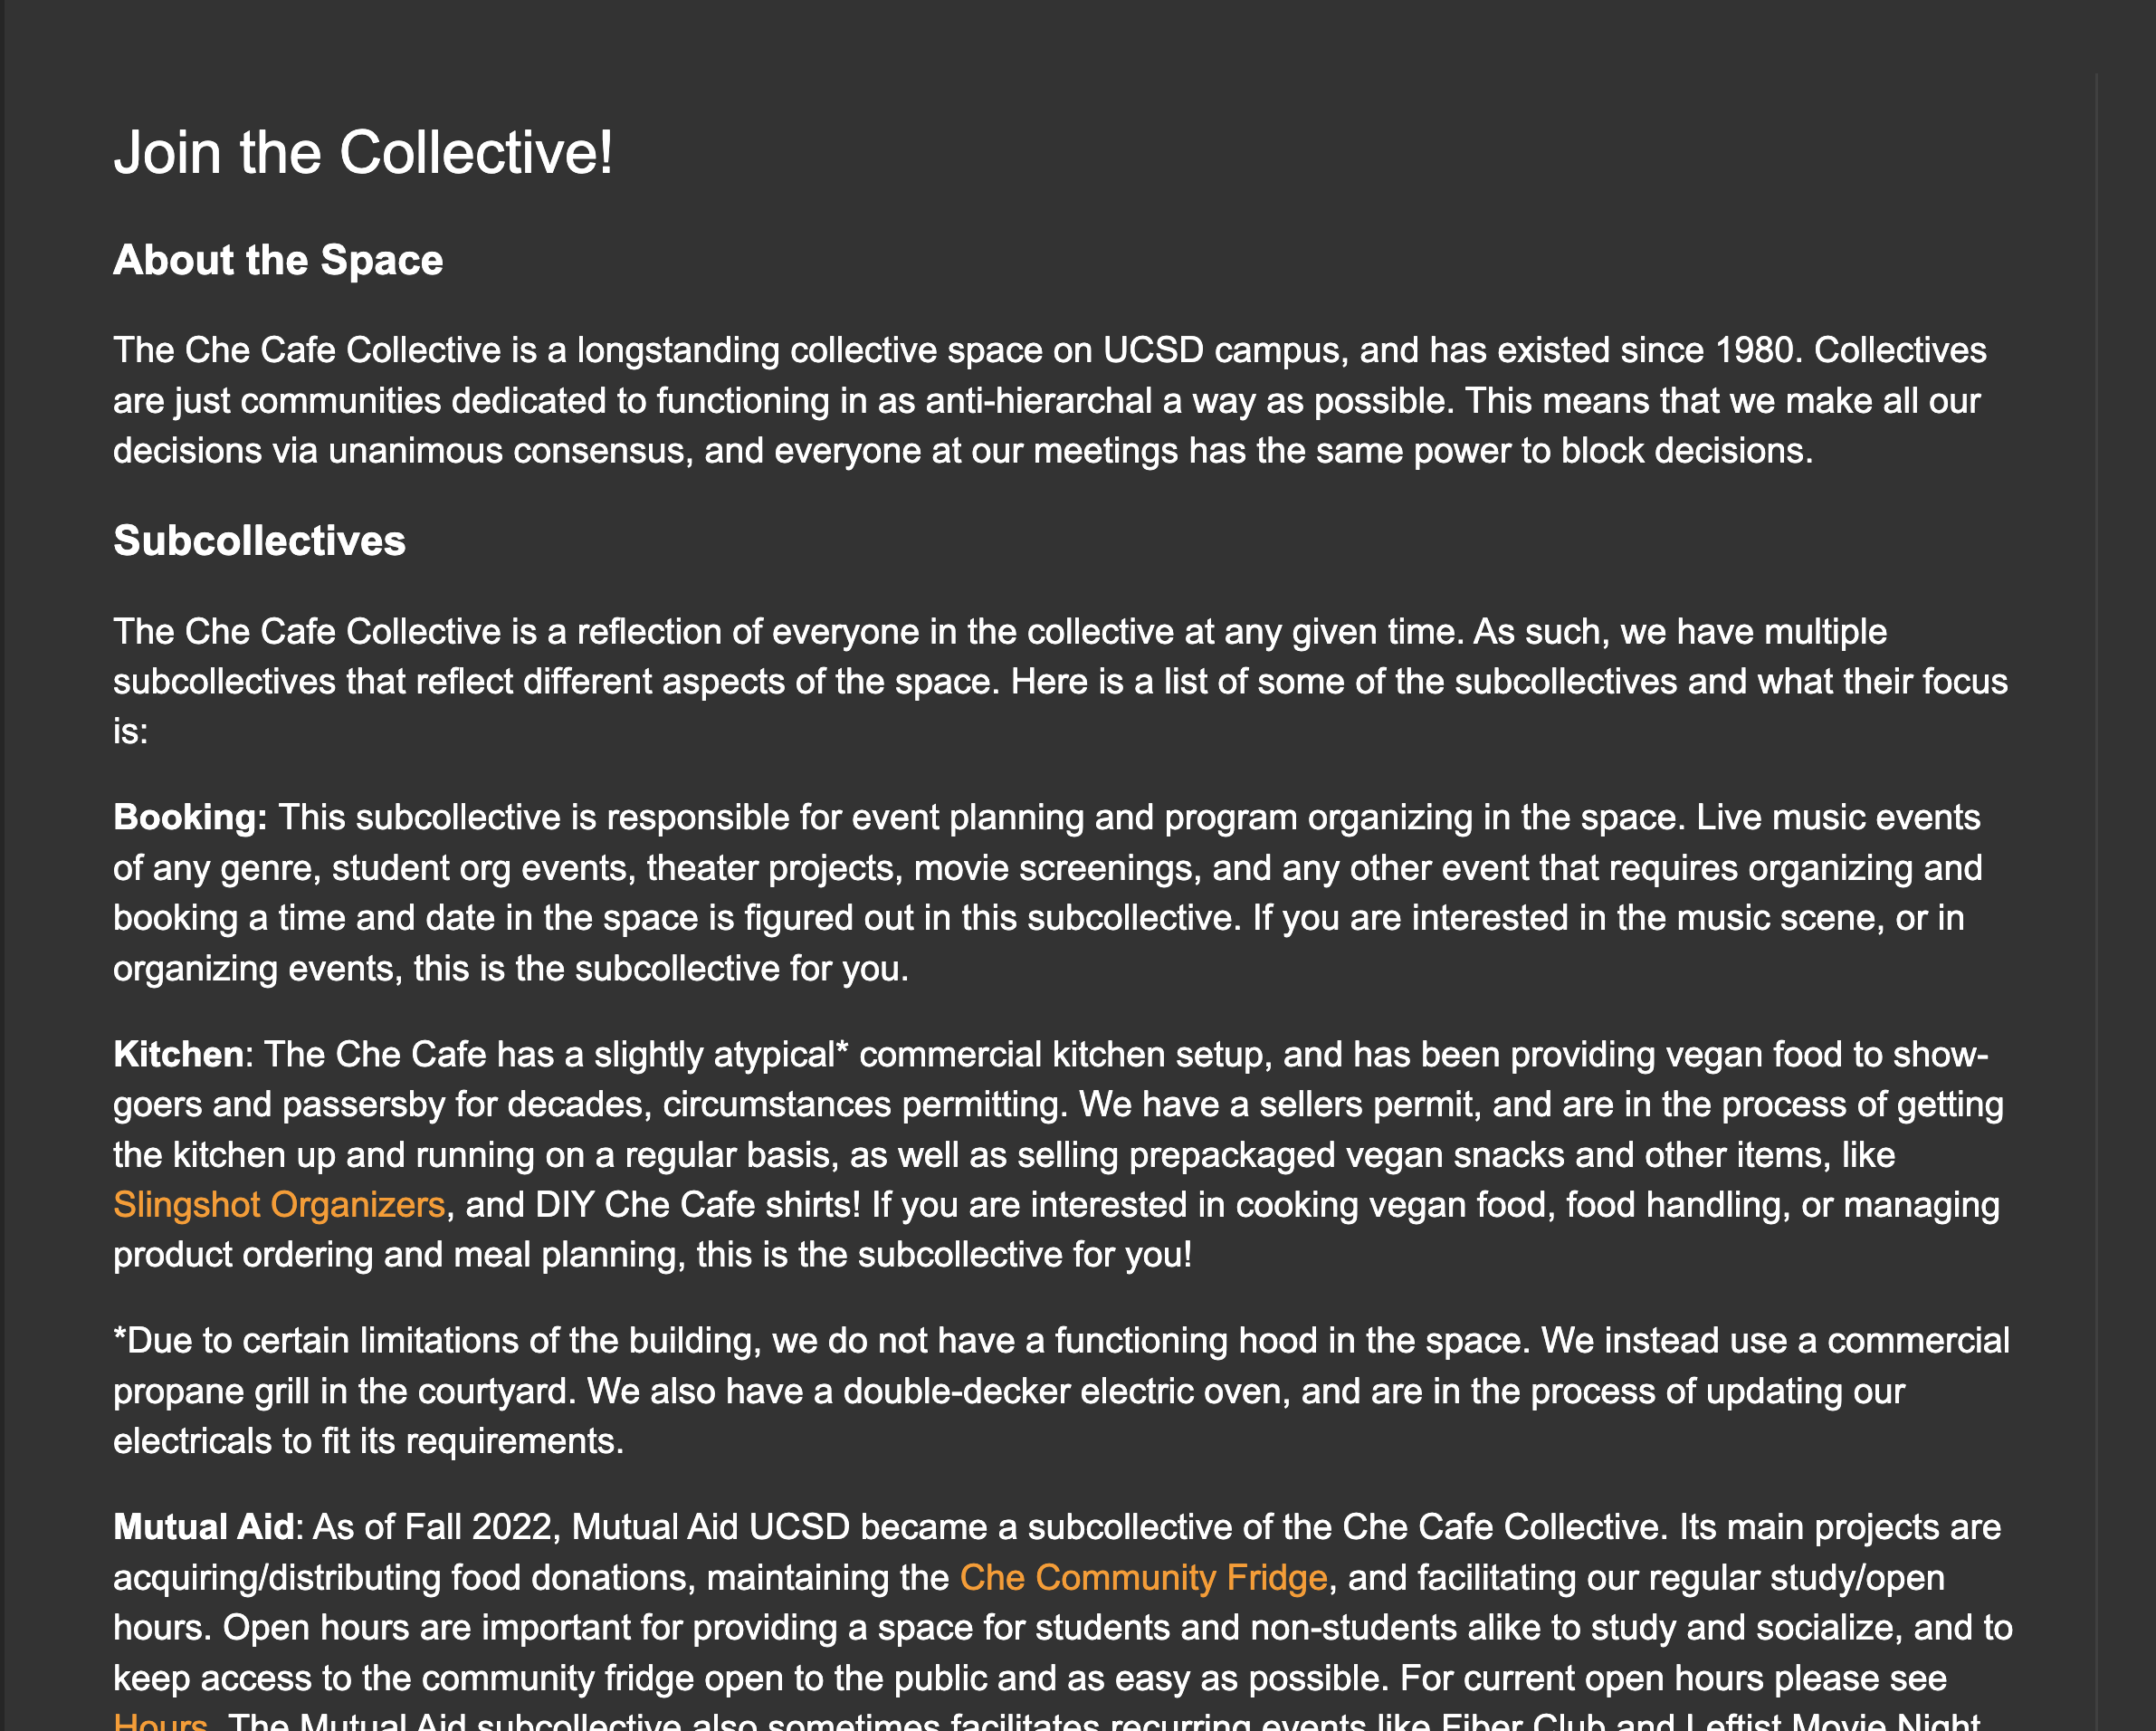 Join the Collective!
About the Space
The Che Cafe Collective is a longstanding collective space on UCSD campus, and has existed since 1980. Collectives
are just communities dedicated to functioning in as anti-hierarchal a way as possible. This means that we make all our
decisions via unanimous consensus, and everyone at our meetings has the same power to block decisions.
Subcollectives
The Che Cafe Collective is a reflection of everyone in the collective at any given time. As such, we have multiple
subcollectives that reflect different aspects of the space. Here is a list of some of the subcollectives and what their focus
is:
Booking: This subcollective is responsible for event planning and program organizing in the space. Live music events
of any genre, student org events, theater projects, movie screenings, and any other event that requires organizing and
booking a time and date in the space is figured out in this subcollective. If you are interested in the music scene, or in
organizing events, this is the subcollective for you.
Kitchen: The Che Cafe has a slightly atypical* commercial kitchen setup, and has been providing vegan food to show-
goers and passersby for decades, circumstances permitting. We have a sellers permit, and are in the process of getting
the kitchen up and running on a regular basis, as well as selling prepackaged vegan snacks and other items, like
Slingshot Organizers, and DIY Che Cafe shirts! If you are interested in cooking vegan food, food handling, or managing
product ordering and meal planning, this is the subcollective for you!
*Due to certain limitations of the building, we do not have a functioning hood in the space. We instead use a commercial
propane grill in the courtyard. We also have a double-decker electric oven, and are in the process of updating our
electricals to fit its requirements.
Mutual Aid: As of Fall 2022, Mutual Aid UCSD became a subcollective of the Che Cafe Collective. Its main projects are
acquiring/distributing food donations, maintaining the Che Community Fridge, and facilitating our regular study/open
hours. Open hours are important for providing a space for students and non-students alike to study and socialize, and to
keep access to the community fridge open to the public and as easy as possible. For current open hours please see
Hours. The Mutual Aid subcollective also sometimes facilitates recurring events like Fiber Club and Leftist Movie Night